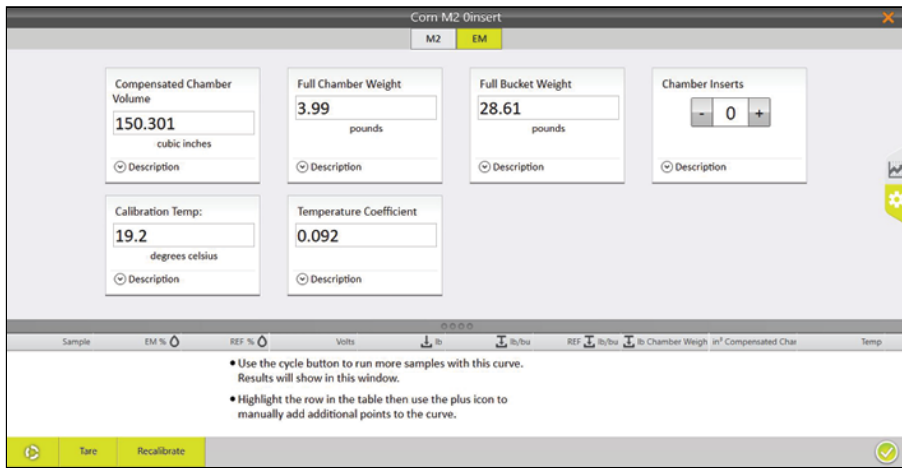 Corn M2 0insert
M2
EM
Compensated Chamber
Volume
150.301
cubic inches
Description
Full Chamber Weight
3.99
pounds
Description
Full Bucket Weight
28.61
pounds
Description
Chamber Inserts
- 0 +
Description
Calibration Temp:
19.2
degrees celsius
Description
Temperature Coefficient
0.092
Description
Sample EM % REF % Volts lb lb/bu REF lb/bu lb Chamber Weigh in³ Compensated Char Temp
• Use the cycle button to run more samples with this curve.
Results will show in this window.
• Highlight the row in the table then use the plus icon to
manually add additional points to the curve.
Tare
Recalibrate